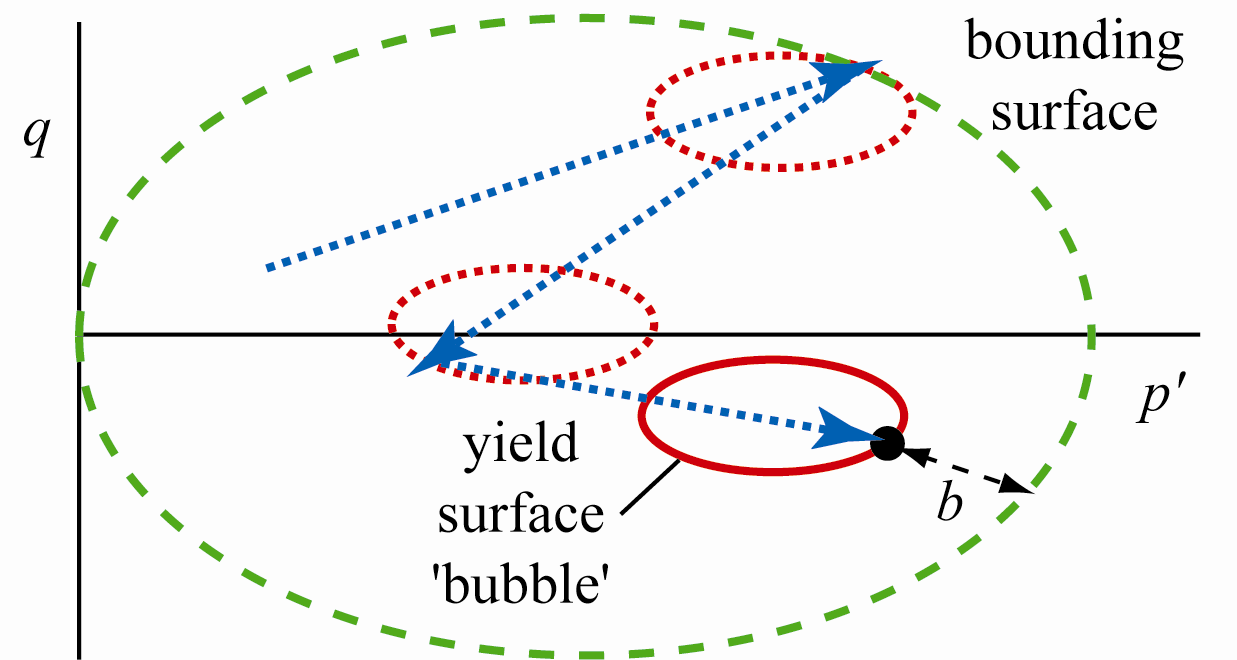 bounding
surface
q
p'
yield
surface
'bubble'
b